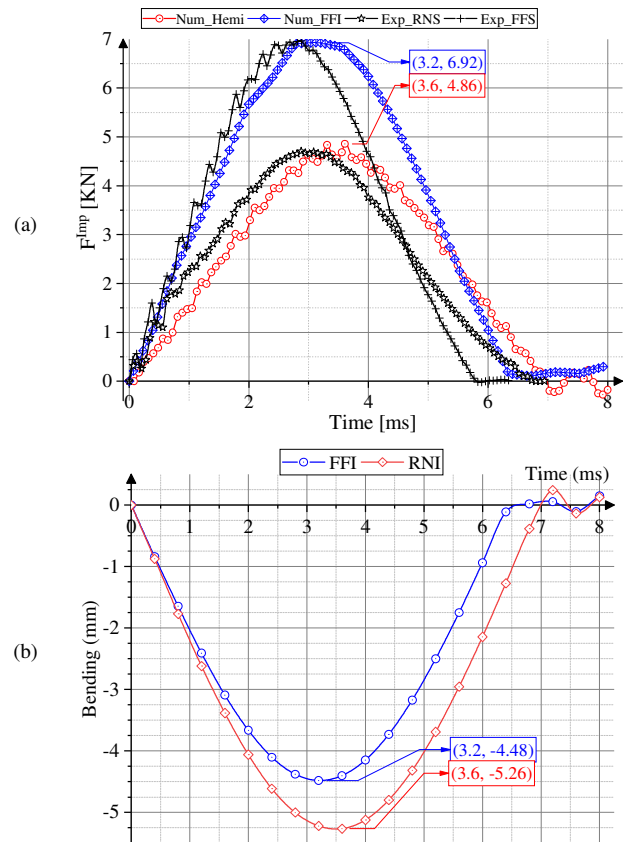 Num_Hemi Num_FFI Exp_RNS Exp_FFS
7
(3.2, 6.92)
6
(3.6, 4.86)
5
4
(a)
F^Imp [KN]
3
2
1
0
0 2 4 6 8
Time [ms]
FFI RNI
Time (ms)
0
0 1 2 3 4 5 6 7 8
-1
-2
(b)
Bending (mm)
-3
-4
(3.2, -4.48)
(3.6, -5.26)
-5